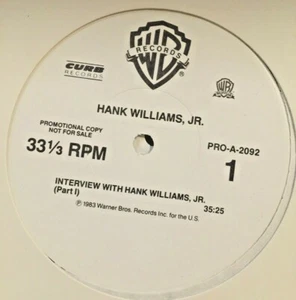 CURB
RECORDS
WB
RECORDS
HANK WILLIAMS, JR.
PROMOTIONAL COPY
NOT FOR SALE
33⅓ RPM
PRO-A-2092
1
INTERVIEW WITH HANK WILLIAMS, JR.
(Part I) 35:25
℗ 1983 Warner Bros. Records Inc for the U.S.